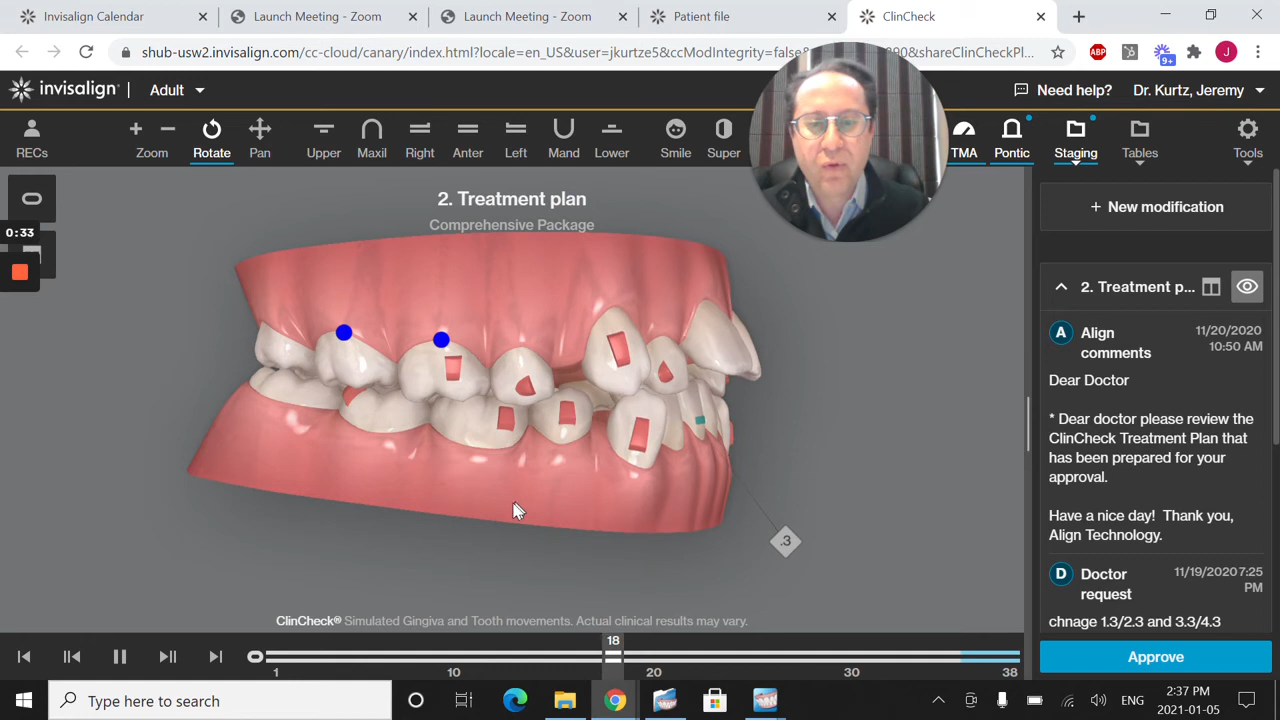 Invisalign Calendar
Launch Meeting - Zoom
Launch Meeting - Zoom
Patient file
ClinCheck
shub-usw2.invisalign.com/cc-cloud/canary/index.html?locale=en_US&user=jkurtze5&ccModIntegrity=false
90&shareClinCheckPl...
ABP
9+
J
invisalign
Adult
Need help?
Dr. Kurtz, Jeremy
RECs
Zoom
Rotate
Pan
Upper
Maxil
Right
Anter
Left
Mand
Lower
Smile
Super
TMA
Pontic
Staging
Tables
Tools
0:33
2. Treatment plan
Comprehensive Package
+ New modification
2. Treatment p...
A
Align comments
11/20/2020
10:50 AM
Dear Doctor
* Dear doctor please review the
ClinCheck Treatment Plan that
has been prepared for your
approval.
Have a nice day! Thank you,
Align Technology.
D
Doctor request
11/19/2020 7:25
PM
chnage 1.3/2.3 and 3.3/4.3
.3
ClinCheck® Simulated Gingiva and Tooth movements. Actual clinical results may vary.
18
1
10
20
30
38
Approve
Type here to search
ENG
2:37 PM
2021-01-05